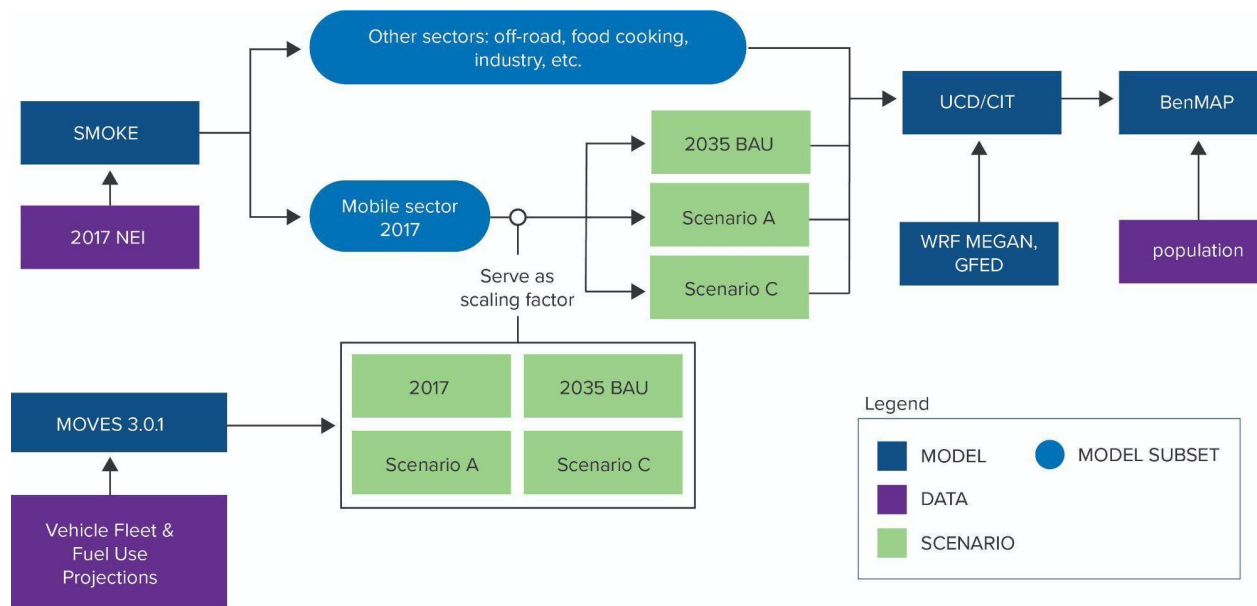 Other sectors: off-road, food cooking,
industry, etc.
SMOKE
2017 NEI
Mobile sector
2017
Serve as
scaling factor
2035 BAU
Scenario A
Scenario C
UCD/CIT
BenMAP
WRF MEGAN,
GFED
population
MOVES 3.0.1
Vehicle Fleet &
Fuel Use
Projections
2017
2035 BAU
Scenario A
Scenario C
Legend
MODEL
MODEL SUBSET
DATA
SCENARIO